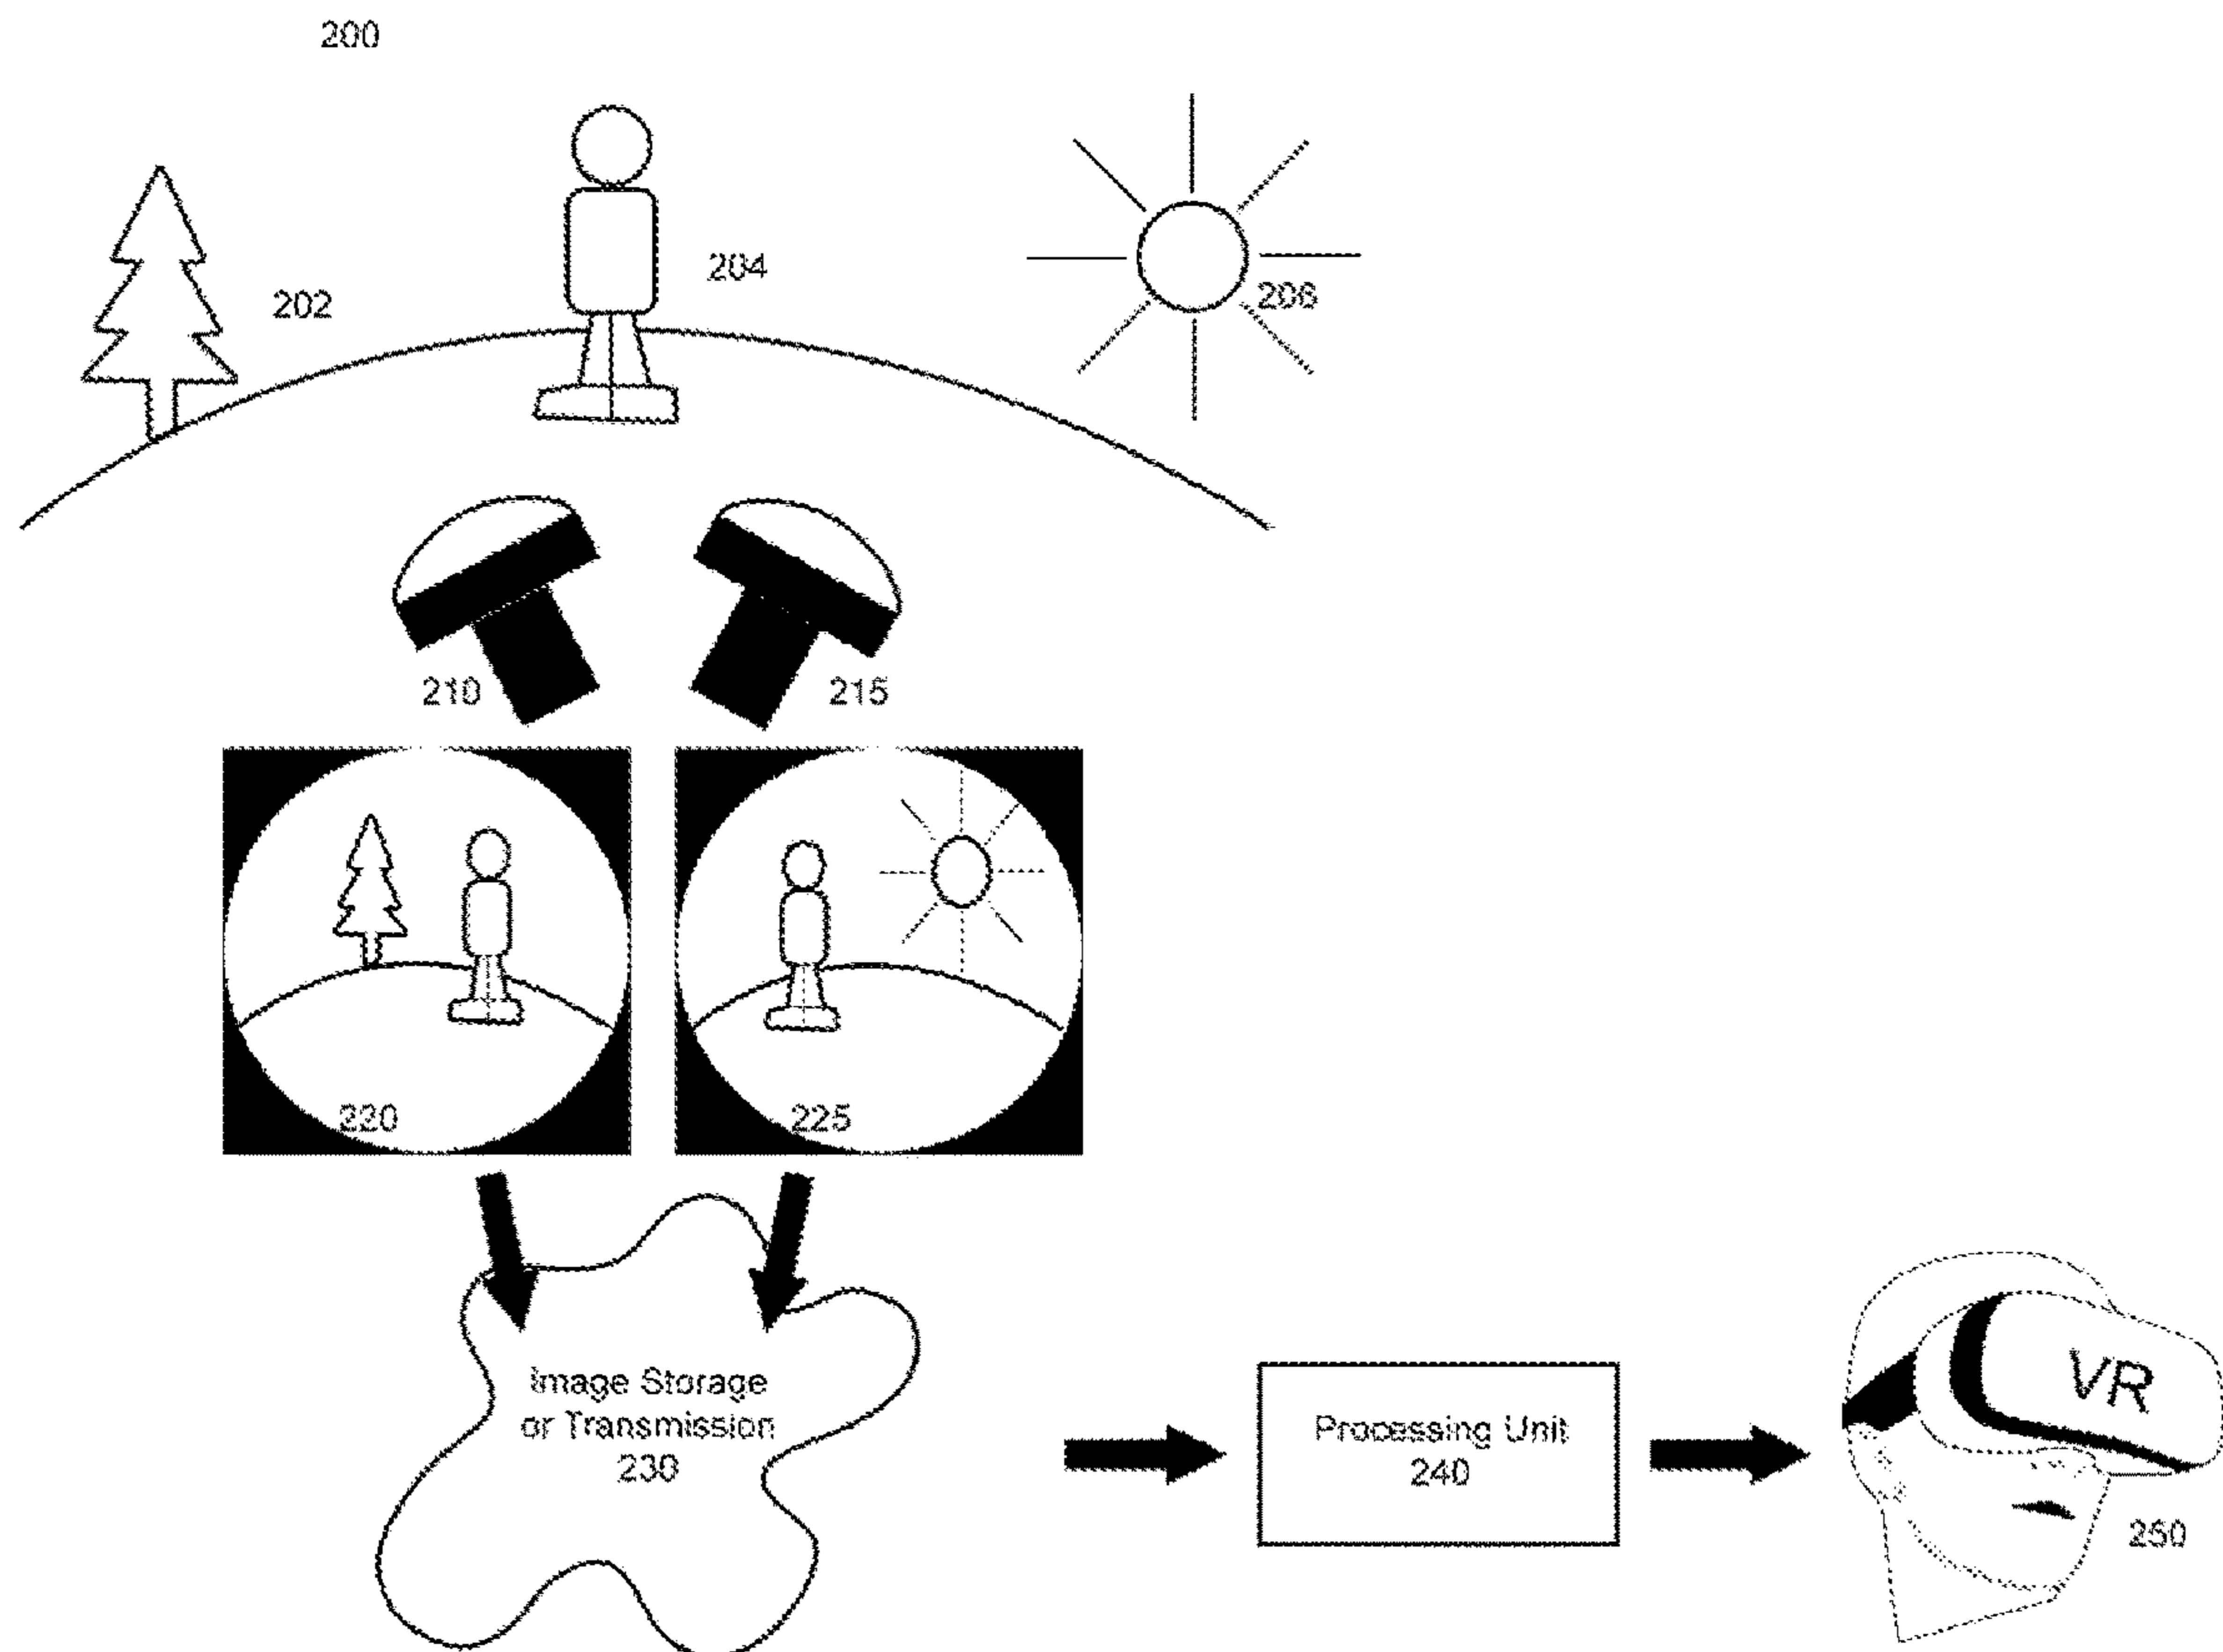 200
204
202
206
210
215
220
225
Image Storage
or Transmission
230
Processing Unit
240
VR
250